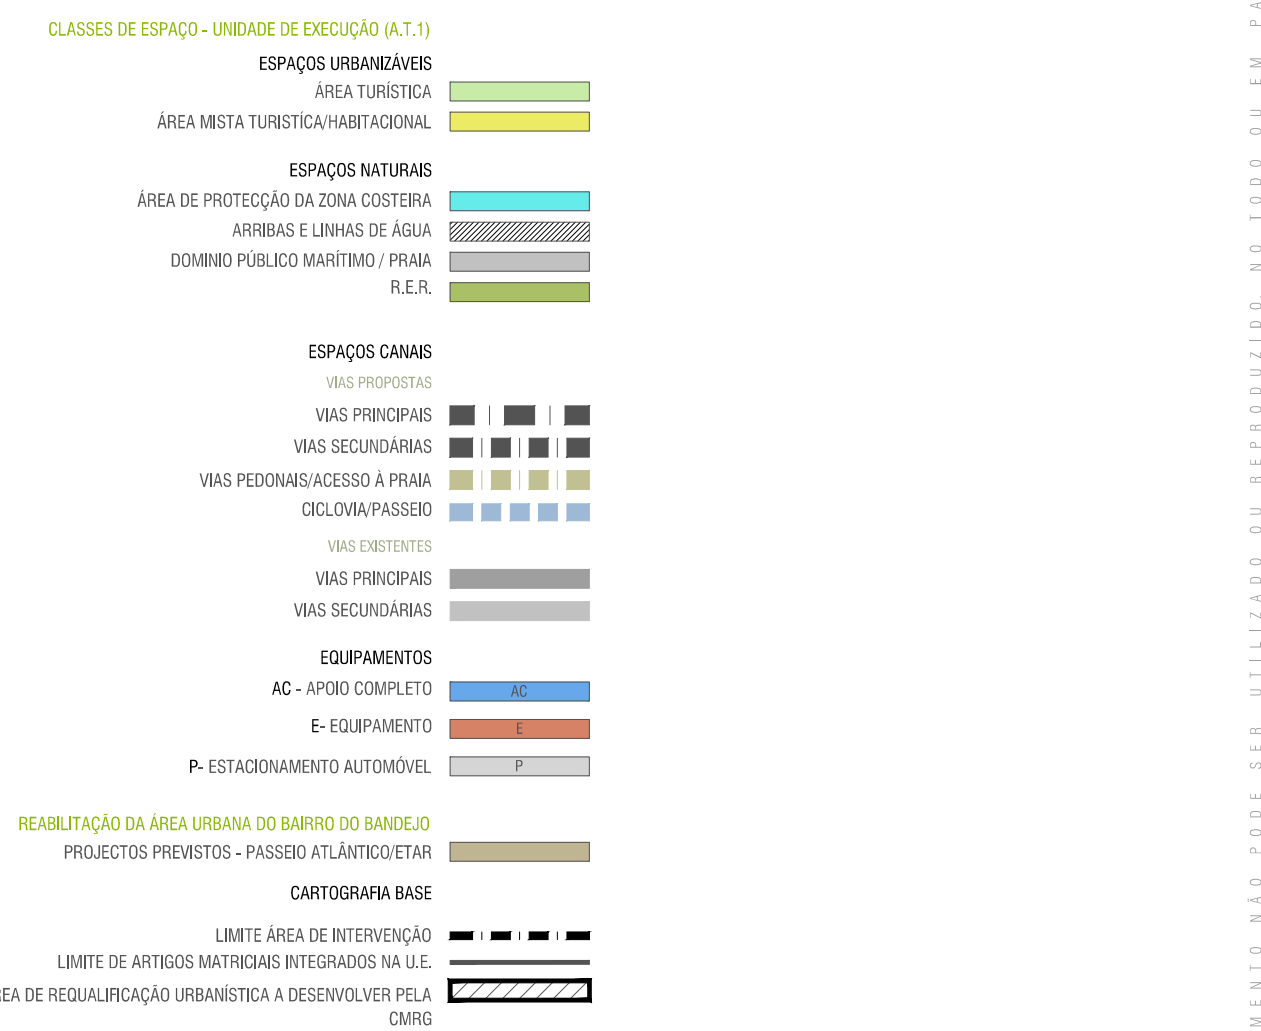 CLASSES DE ESPAÇO - UNIDADE DE EXECUÇÃO (A.T.1)
ESPAÇOS URBANIZÁVEIS
ÁREA TURÍSTICA
ÁREA MISTA TURISTÍCA/HABITACIONAL
ESPAÇOS NATURAIS
ÁREA DE PROTECÇÃO DA ZONA COSTEIRA
ARRIBAS E LINHAS DE ÁGUA
DOMINIO PÚBLICO MARÍTIMO / PRAIA
R.E.R.
ESPAÇOS CANAIS
VIAS PROPOSTAS
VIAS PRINCIPAIS
VIAS SECUNDÁRIAS
VIAS PEDONAIS/ACESSO À PRAIA
CICLOVIA/PASSEIO
VIAS EXISTENTES
VIAS PRINCIPAIS
VIAS SECUNDÁRIAS
EQUIPAMENTOS
AC - APOIO COMPLETO AC
E- EQUIPAMENTO E
P- ESTACIONAMENTO AUTOMÓVEL P
REABILITAÇÃO DA ÁREA URBANA DO BAIRRO DO BANDEJO
PROJECTOS PREVISTOS - PASSEIO ATLÂNTICO/ETAR
CARTOGRAFIA BASE
LIMITE ÁREA DE INTERVENÇÃO
LIMITE DE ARTIGOS MATRICIAIS INTEGRADOS NA U.E.
REA DE REQUALIFICAÇÃO URBANÍSTICA A DESENVOLVER PELA
CMRG
MENTO NÃO PODE SER UTILIZADO OU REPRODUZIDO, NO TODO OU EM PA